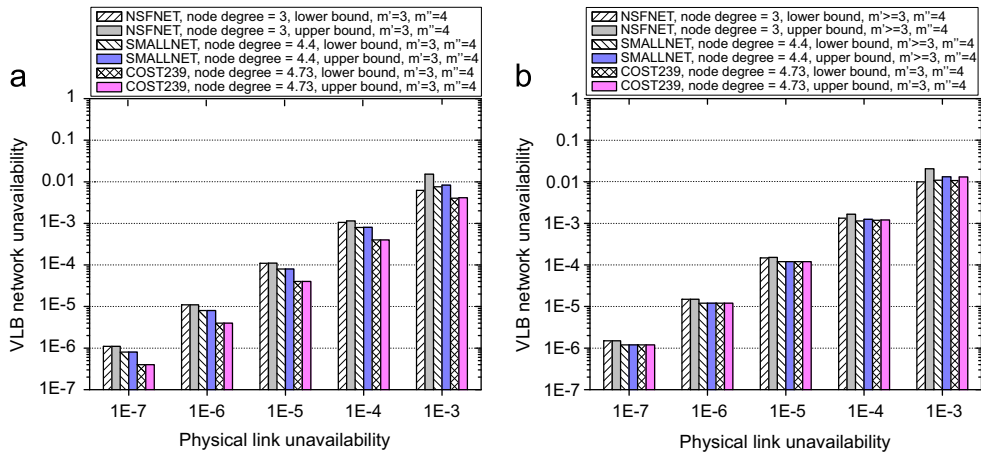 a
NSFNET, node degree = 3, lower bound, m'=3, m''=4
NSFNET, node degree = 3, upper bound, m'=3, m''=4
SMALLNET, node degree = 4.4, lower bound, m'=3, m''=4
SMALLNET, node degree = 4.4, upper bound, m'=3, m''=4
COST239, node degree = 4.73, lower bound, m'=3, m''=4
COST239, node degree = 4.73, upper bound, m'=3, m''=4
VLB network unavailability
1
0.1
0.01
1E-3
1E-4
1E-5
1E-6
1E-7
1E-7 1E-6 1E-5 1E-4 1E-3
Physical link unavailability
b
NSFNET, node degree = 3, lower bound, m'>=3, m''=4
NSFNET, node degree = 3, upper bound, m'>=3, m''=4
SMALLNET, node degree = 4.4, lower bound, m'>=3, m''=4
SMALLNET, node degree = 4.4, upper bound, m'>=3, m''=4
COST239, node degree = 4.73, lower bound, m'=3, m''=4
COST239, node degree = 4.73, upper bound, m'=3, m''=4
VLB network unavailability
1
0.1
0.01
1E-3
1E-4
1E-5
1E-6
1E-7
1E-7 1E-6 1E-5 1E-4 1E-3
Physical link unavailability